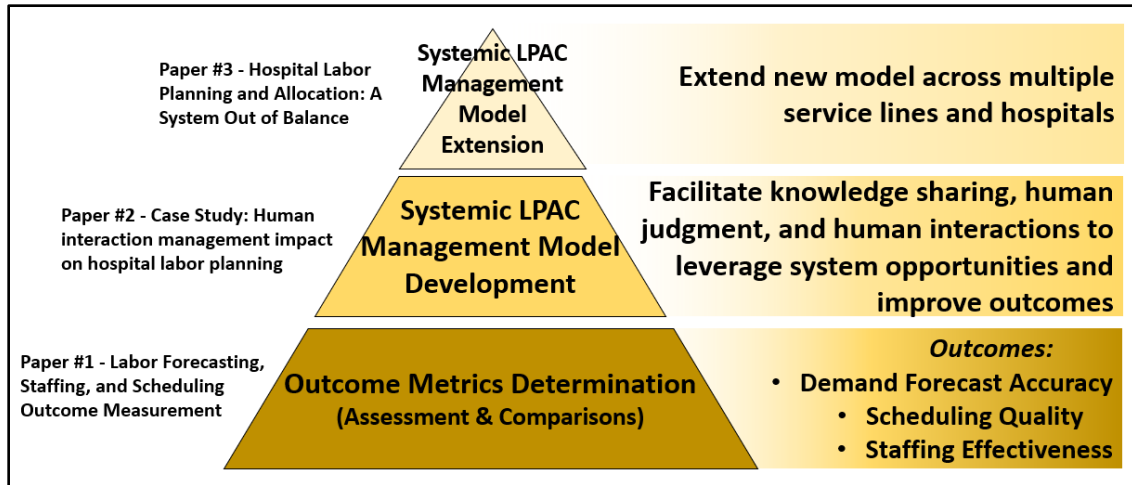 Paper #3 - Hospital Labor
Planning and Allocation: A
System Out of Balance
Systemic LPAC
Management
Model
Extension
Extend new model across multiple
service lines and hospitals
Paper #2 - Case Study: Human
interaction management impact
on hospital labor planning
Systemic LPAC
Management Model
Development
Facilitate knowledge sharing, human
judgment, and human interactions to
leverage system opportunities and
improve outcomes
Paper #1 - Labor Forecasting,
Staffing, and Scheduling
Outcome Measurement
Outcome Metrics Determination
(Assessment & Comparisons)
Outcomes:
• Demand Forecast Accuracy
• Scheduling Quality
• Staffing Effectiveness